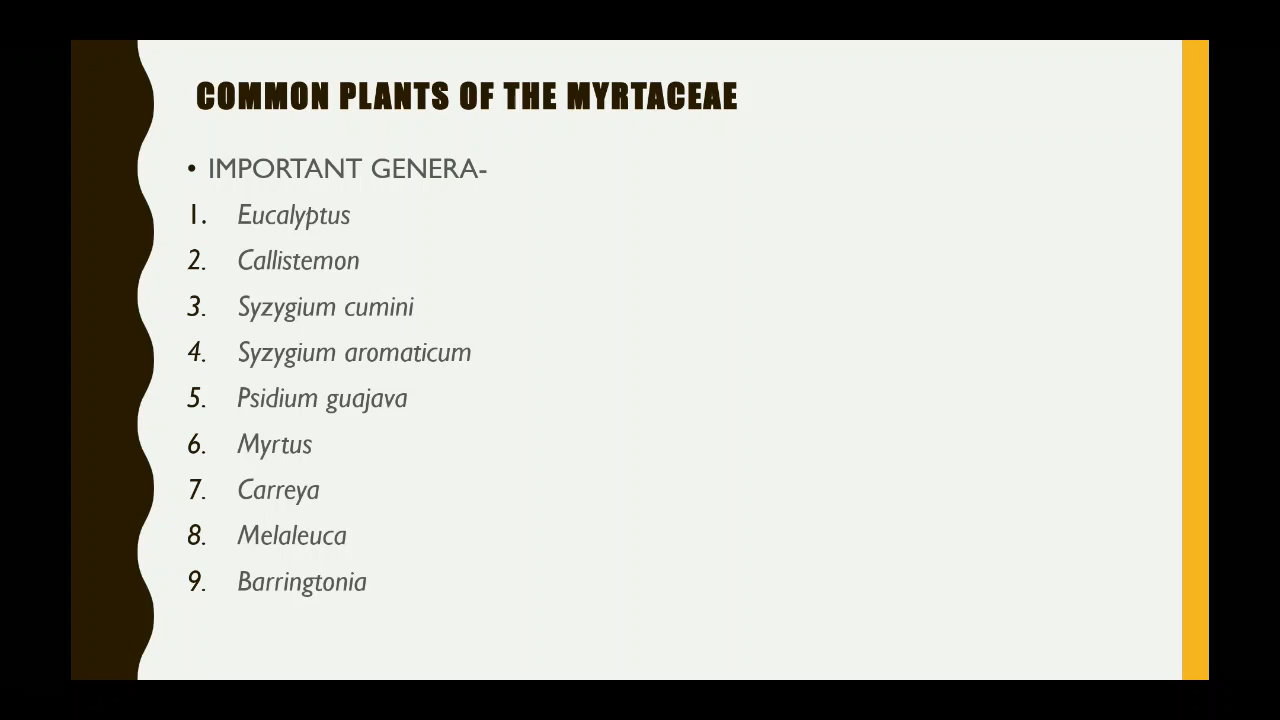 COMMON PLANTS OF THE MYRTACEAE
• IMPORTANT GENERA-
1. Eucalyptus
2. Callistemon
3. Syzygium cumini
4. Syzygium aromaticum
5. Psidium guajava
6. Myrtus
7. Carreya
8. Melaleuca
9. Barringtonia